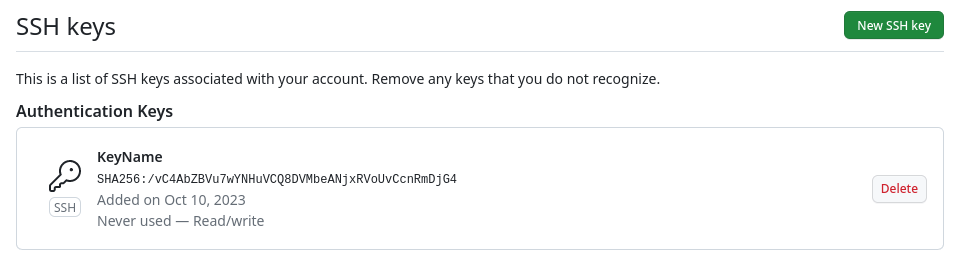 SSH keys
New SSH key
This is a list of SSH keys associated with your account. Remove any keys that you do not recognize.
Authentication Keys
KeyName
SHA256:/vC4AbZBVu7wYNHuVCQ8DVMbeANjxRVoUvCcnRmDjG4
Added on Oct 10, 2023
Never used — Read/write
SSH
Delete